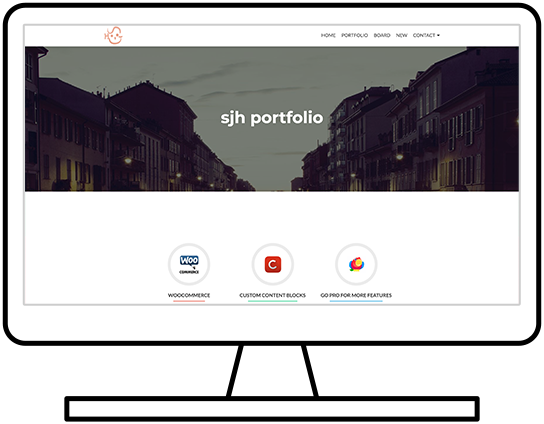 HOME PORTFOLIO BOARD NEW CONTACT
sjh portfolio
WOO
COMMERCE
C
WOOCOMMERCE CUSTOM CONTENT BLOCKS GO PRO FOR MORE FEATURES